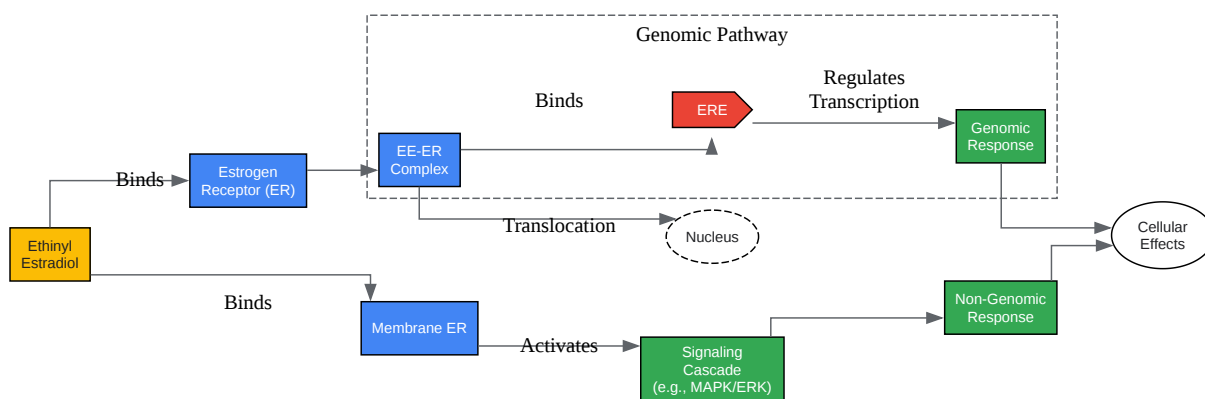 Genomic Pathway
Regulates
Transcription
Binds
ERE
Genomic
Response
EE-ER
Complex
Estrogen
Receptor (ER)
Binds
Translocation
Nucleus
Cellular
Effects
Ethinyl
Estradiol
Binds
Membrane ER
Activates
Signaling
Cascade
(e.g., MAPK/ERK)
Non-Genomic
Response